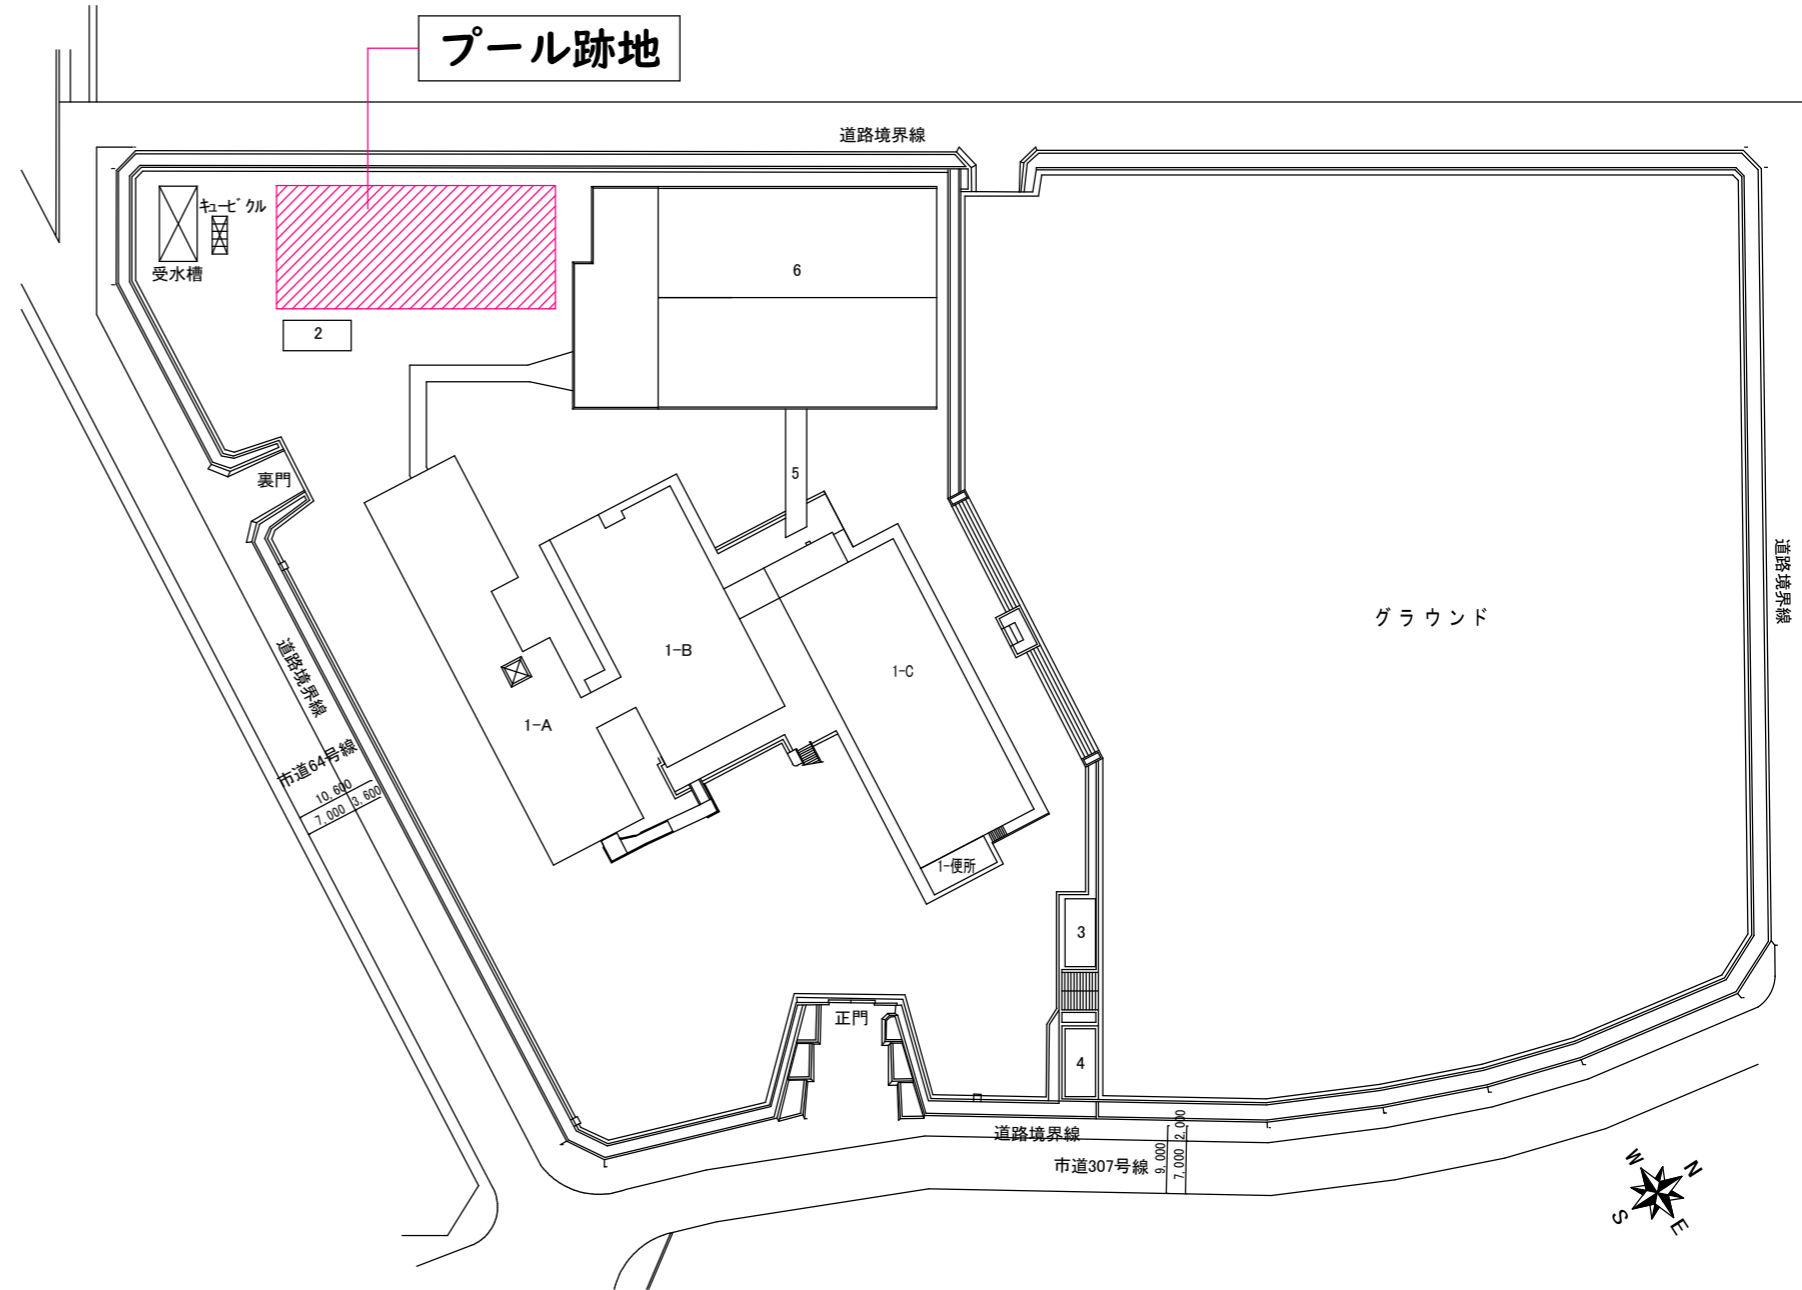 プール跡地
道路境界線
キュービクル
受水槽
6
2
5
裏門
道路境界線
グラウンド
道路境界線
1-B
1-C
1-A
市道64号線
10,600
7,000
3,600
1-便所
3
正門
4
道路境界線
市道307号線
9,000
7,000
2,000
W
N
S
E